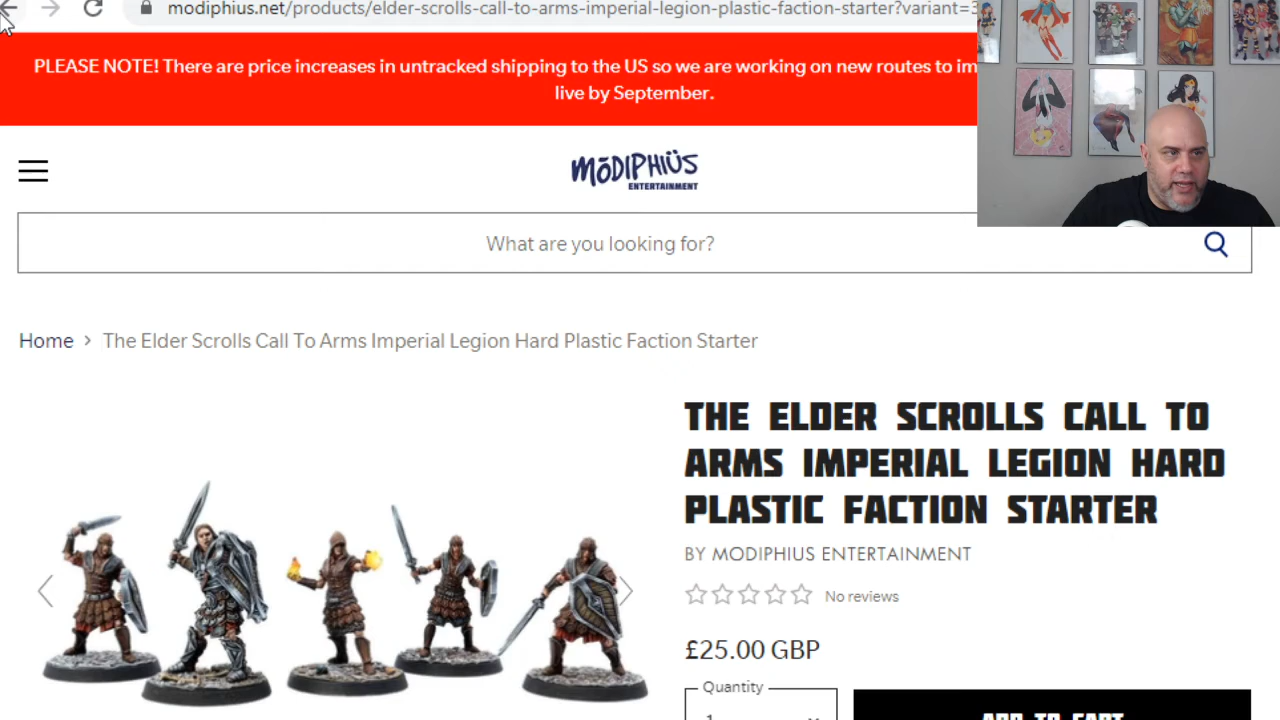 modiphius.net/products/elder-scrolls-call-to-arms-imperial-legion-plastic-faction-starter?variant=3
PLEASE NOTE! There are price increases in untracked shipping to the US so we are working on new routes to im
live by September.
MōDIPHIÜS
ENTERTAINMENT
What are you looking for?
Home > The Elder Scrolls Call To Arms Imperial Legion Hard Plastic Faction Starter
THE ELDER SCROLLS CALL TO
ARMS IMPERIAL LEGION HARD
PLASTIC FACTION STARTER
BY MODIPHIUS ENTERTAINMENT
No reviews
£25.00 GBP
Quantity
1
ADD TO CART